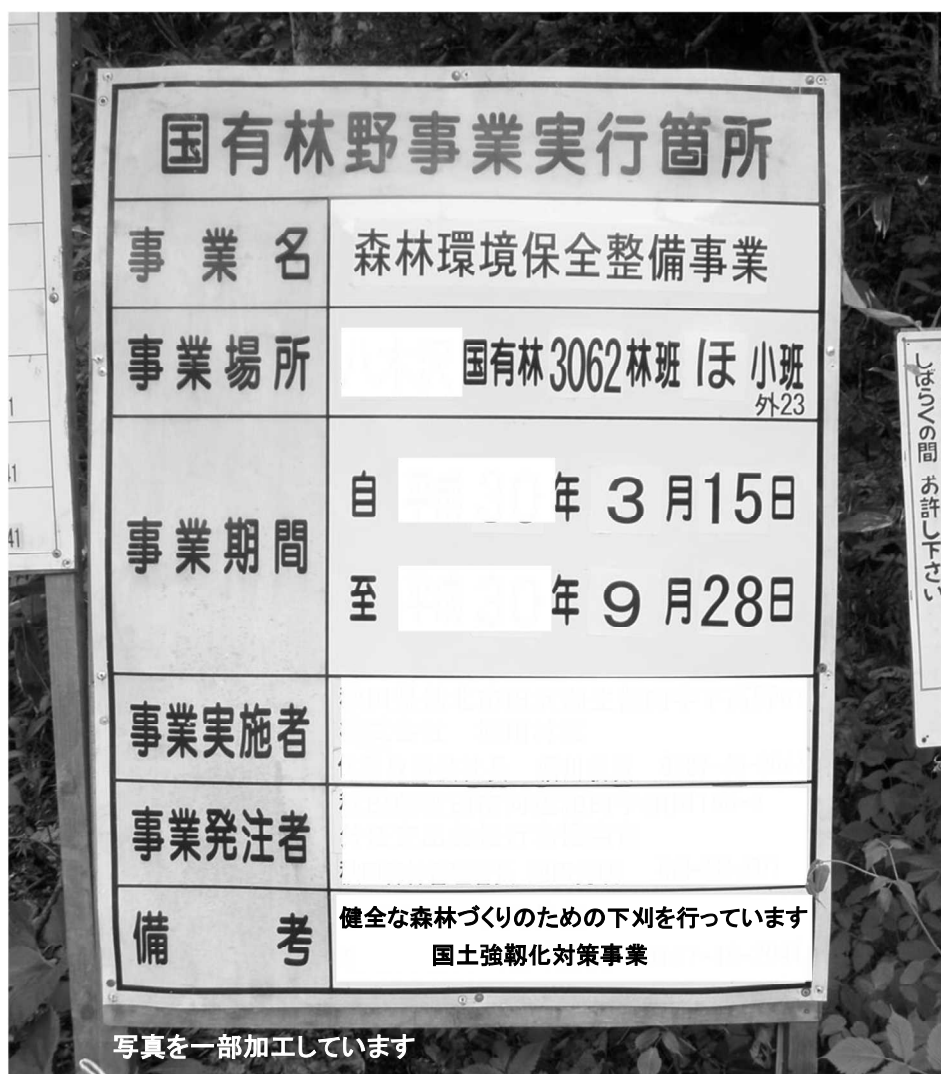 国有林野事業実行箇所
事業名 森林環境保全整備事業
事業場所 国有林3062林班 ほ 小班
外23
事業期間
自 年 3月15日
至 年 9月28日
事業実施者
事業発注者
備考
健全な森林づくりのための下刈を行っています
国土強靱化対策事業
しばらくの間 お許し下さい
1
41
41
写真を一部加工しています